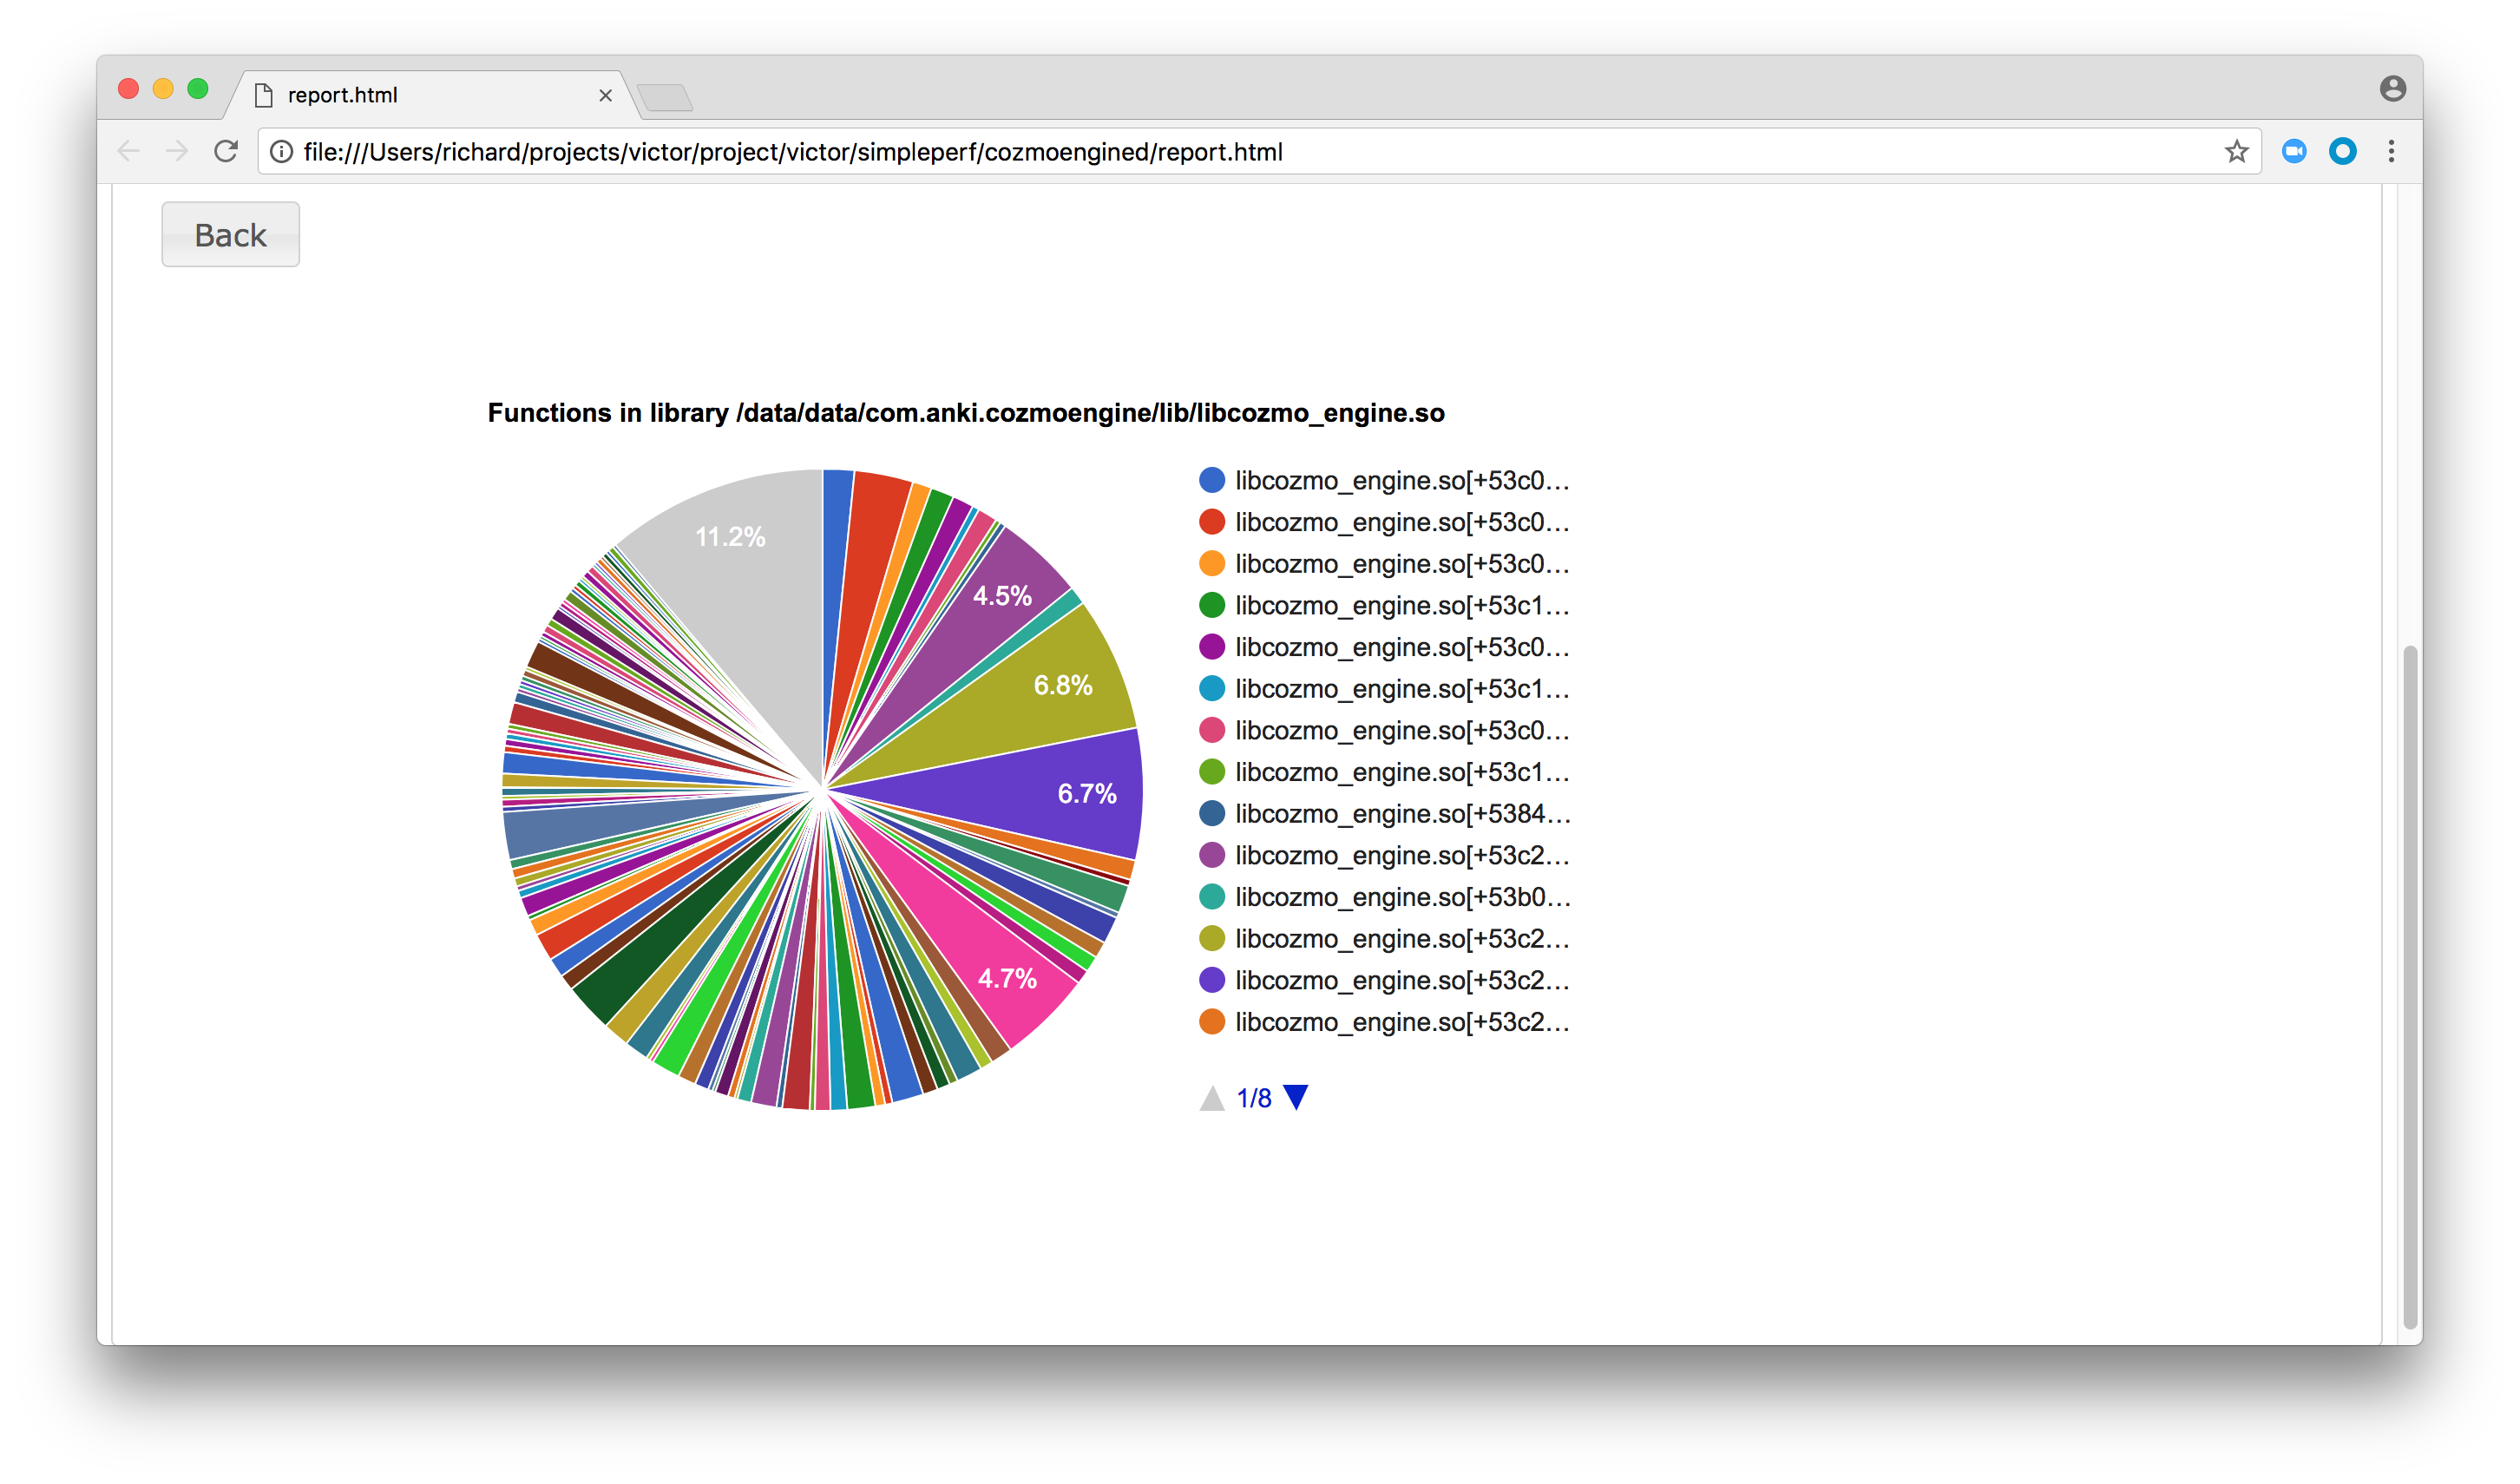 report.html
file:///Users/richard/projects/victor/project/victor/simpleperf/cozmoengined/report.html
Back
Functions in library /data/data/com.anki.cozmoengine/lib/libcozmo_engine.so
11.2%
4.5%
6.8%
6.7%
4.7%
libcozmo_engine.so[+53c0…
libcozmo_engine.so[+53c0…
libcozmo_engine.so[+53c0…
libcozmo_engine.so[+53c1…
libcozmo_engine.so[+53c0…
libcozmo_engine.so[+53c1…
libcozmo_engine.so[+53c0…
libcozmo_engine.so[+53c1…
libcozmo_engine.so[+5384…
libcozmo_engine.so[+53c2…
libcozmo_engine.so[+53b0…
libcozmo_engine.so[+53c2…
libcozmo_engine.so[+53c2…
libcozmo_engine.so[+53c2…
1/8